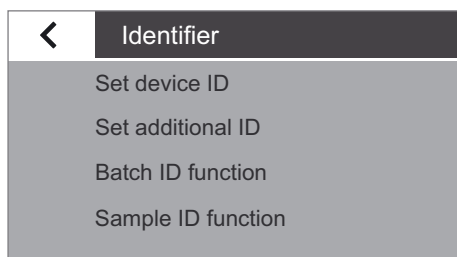 Identifier
Set device ID
Set additional ID
Batch ID function
Sample ID function